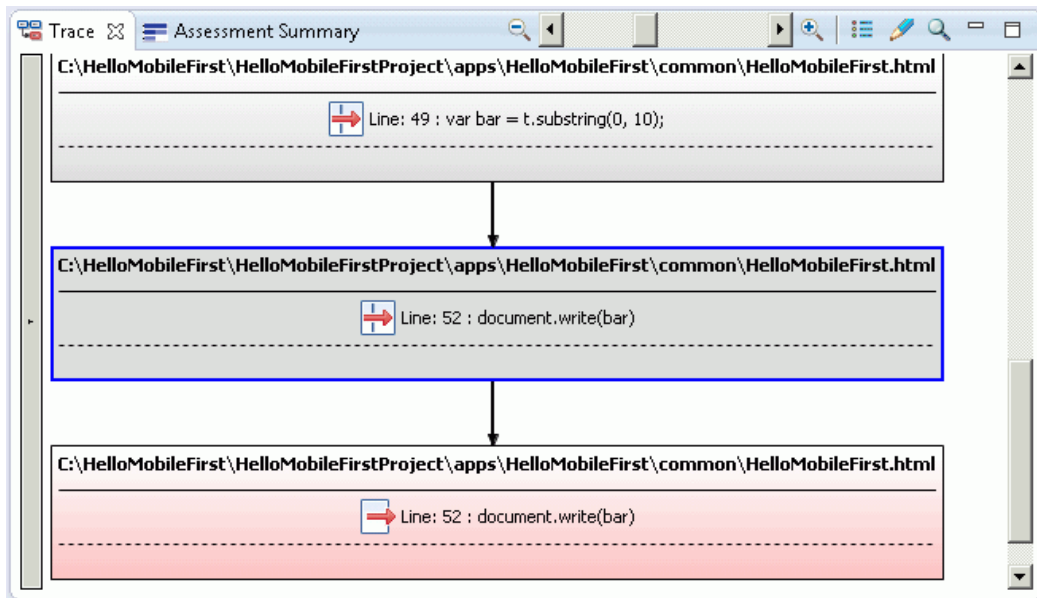 Trace
Assessment Summary
C:\HelloMobileFirst\HelloMobileFirstProject\apps\HelloMobileFirst\common\HelloMobileFirst.html
Line: 49 : var bar = t.substring(0, 10);
C:\HelloMobileFirst\HelloMobileFirstProject\apps\HelloMobileFirst\common\HelloMobileFirst.html
Line: 52 : document.write(bar)
C:\HelloMobileFirst\HelloMobileFirstProject\apps\HelloMobileFirst\common\HelloMobileFirst.html
Line: 52 : document.write(bar)